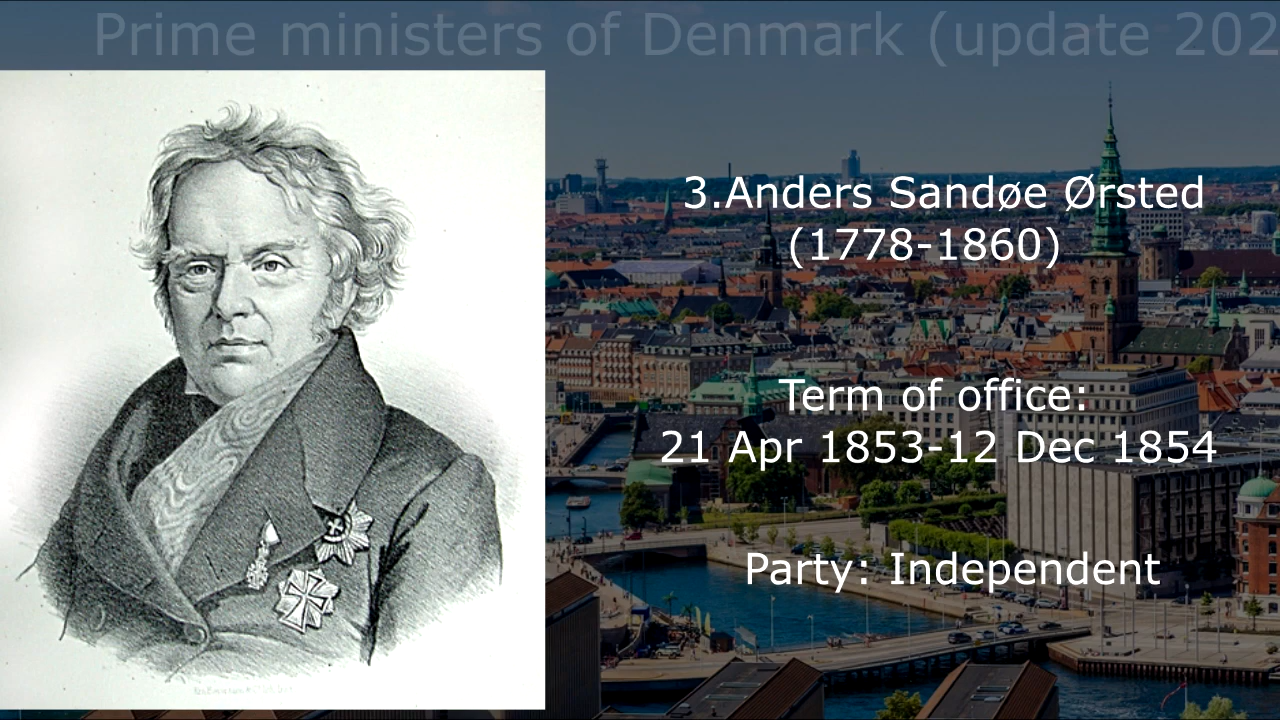 Prime ministers of Denmark (update 202
3.Anders Sandøe Ørsted
(1778-1860)
Term of office:
21 Apr 1853-12 Dec 1854
Party: Independent